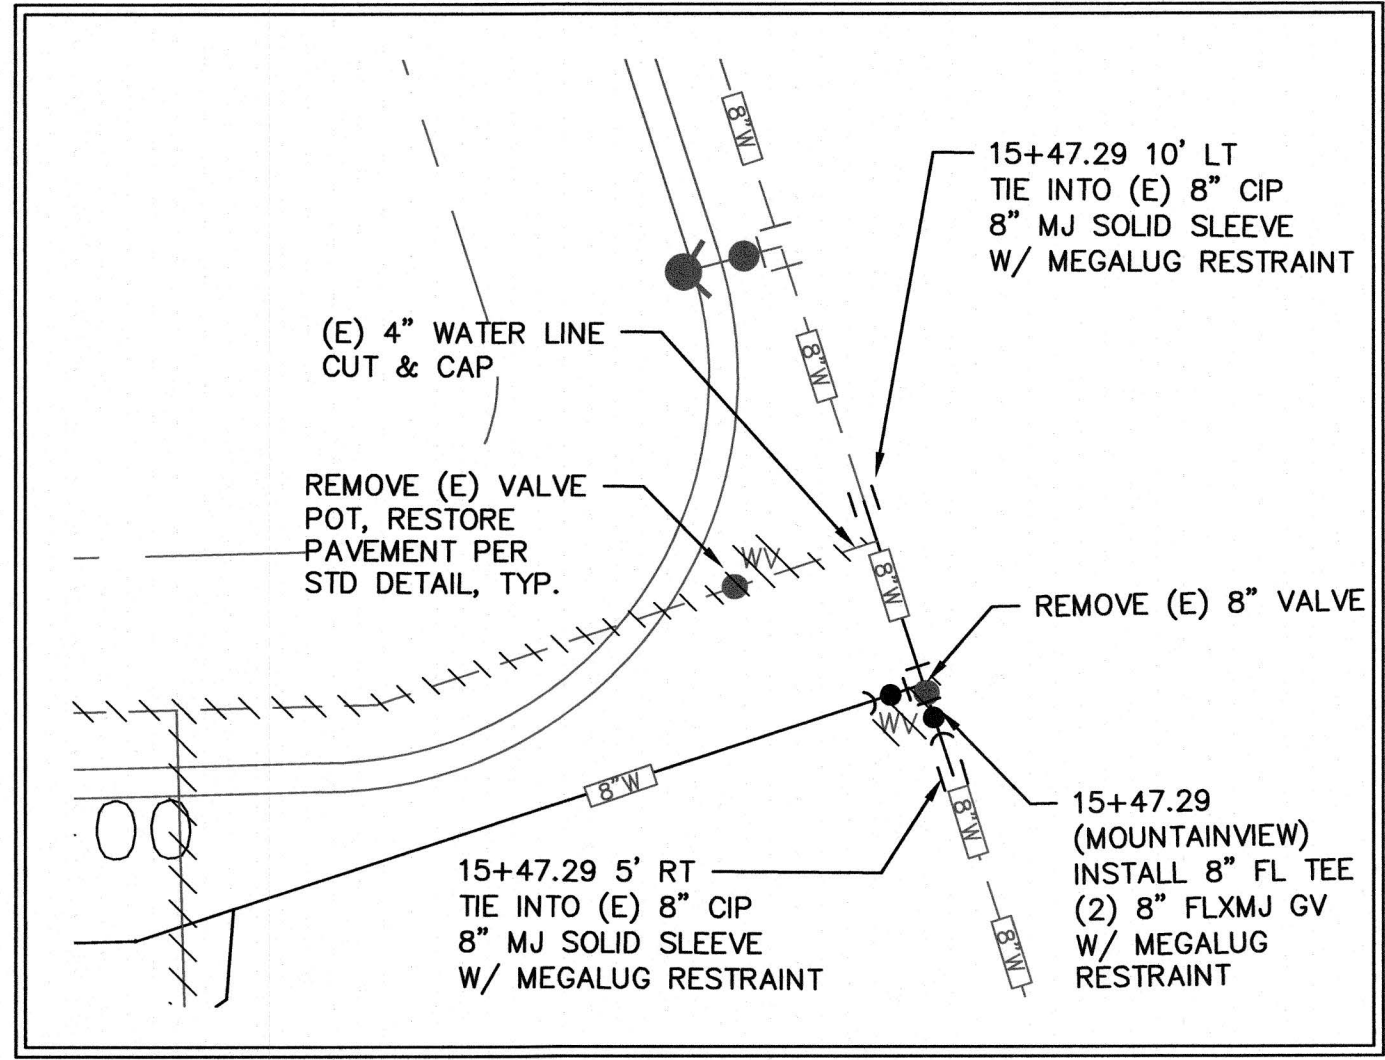 8"W
15+47.29 10' LT
TIE INTO (E) 8" CIP
8" MJ SOLID SLEEVE
W/ MEGALUG RESTRAINT
(E) 4" WATER LINE
CUT & CAP
8"W
REMOVE (E) VALVE
POT, RESTORE
PAVEMENT PER
STD DETAIL, TYP.
WV
8"W
REMOVE (E) 8" VALVE
WV
8"W
8"W
15+47.29
(MOUNTAINVIEW)
INSTALL 8" FL TEE
(2) 8" FLXMJ GV
W/ MEGALUG
RESTRAINT
15+47.29 5' RT
TIE INTO (E) 8" CIP
8" MJ SOLID SLEEVE
W/ MEGALUG RESTRAINT
8"W